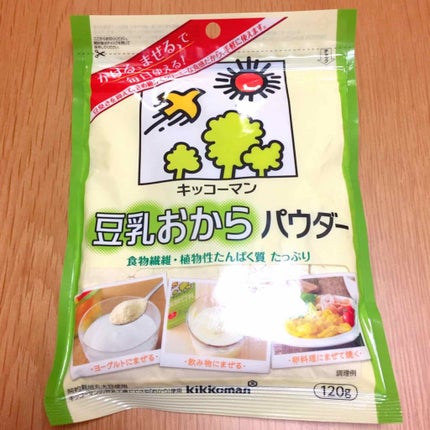 かける、まぜる、で
毎日使える!
キッコーマン
豆乳おからパウダー
食物繊維・植物性たんぱく質 たっぷり
ヨーグルトにまぜる
飲み物にまぜる
卵料理にまぜて焼く
調理例
kikkoman®
120g